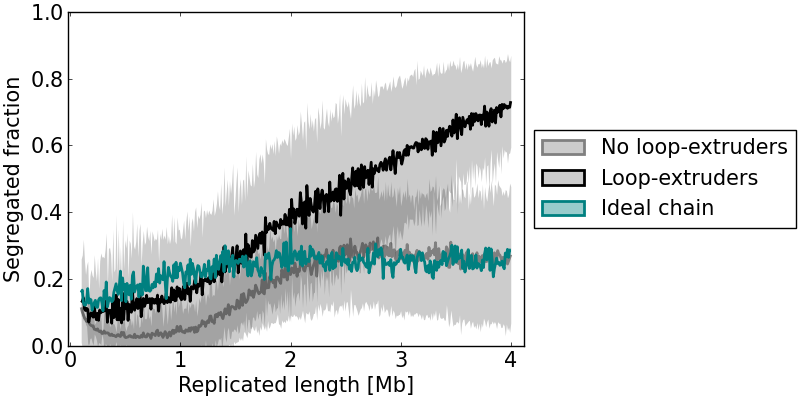 1.0
0.8
0.6
0.4
0.2
0.0
Segregated fraction
0
1
2
3
4
Replicated length [Mb]
No loop-extruders
Loop-extruders
Ideal chain